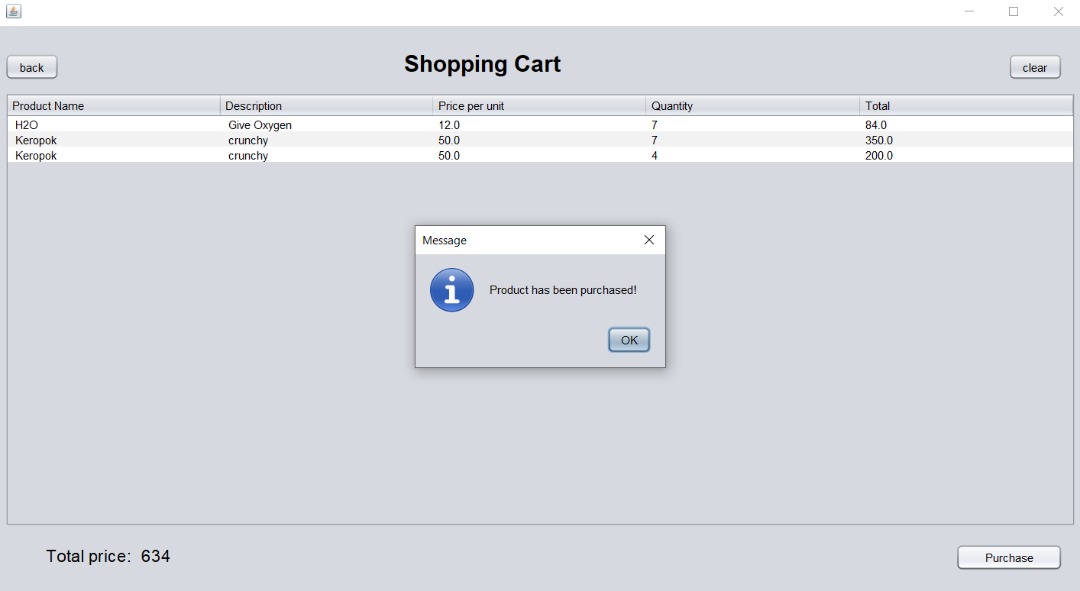 back Shopping Cart clear
Product Name Description Price per unit Quantity Total
H2O Give Oxygen 12.0 7 84.0
Keropok crunchy 50.0 7 350.0
Keropok crunchy 50.0 4 200.0
Message
Product has been purchased!
OK
Total price: 634 Purchase